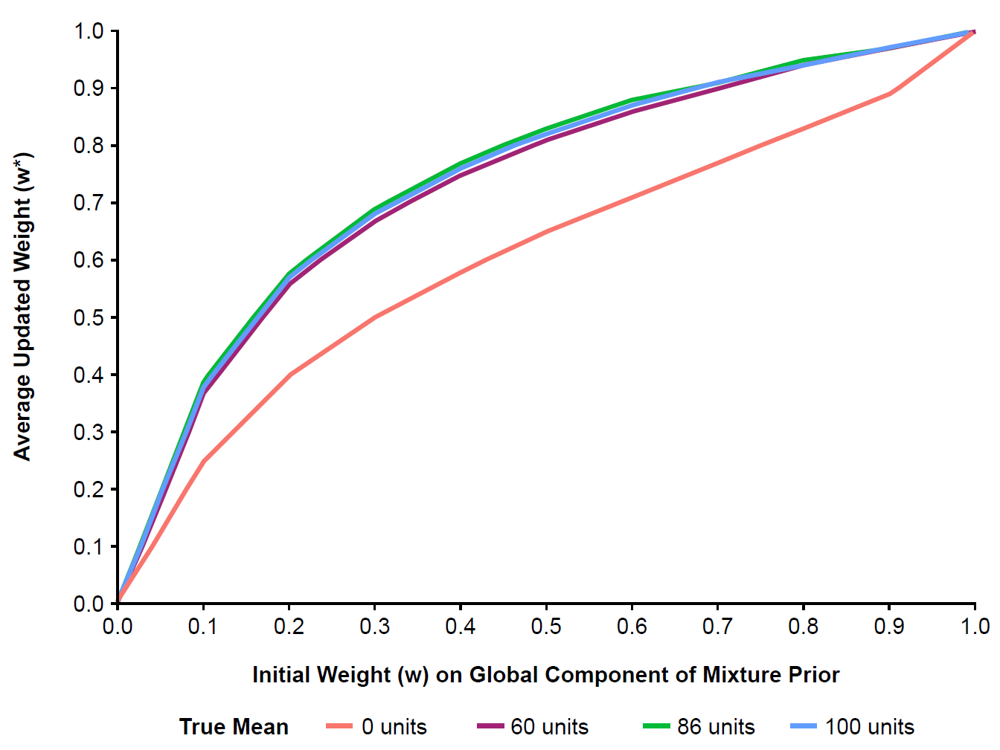 1.0
0.9
0.8
0.7
0.6
0.5
0.4
0.3
0.2
0.1
0.0
Average Updated Weight (w*)
0.0 0.1 0.2 0.3 0.4 0.5 0.6 0.7 0.8 0.9 1.0
Initial Weight (w) on Global Component of Mixture Prior
True Mean 0 units 60 units 86 units 100 units